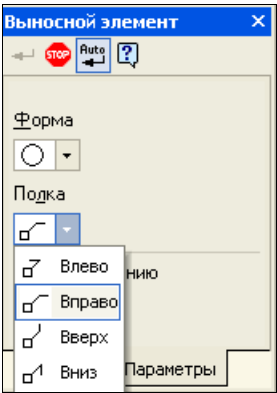 Выносной элемент
STOP Auto
Форма
Полка
Влево
нию
Вправо
Вверх
Вниз
Параметры